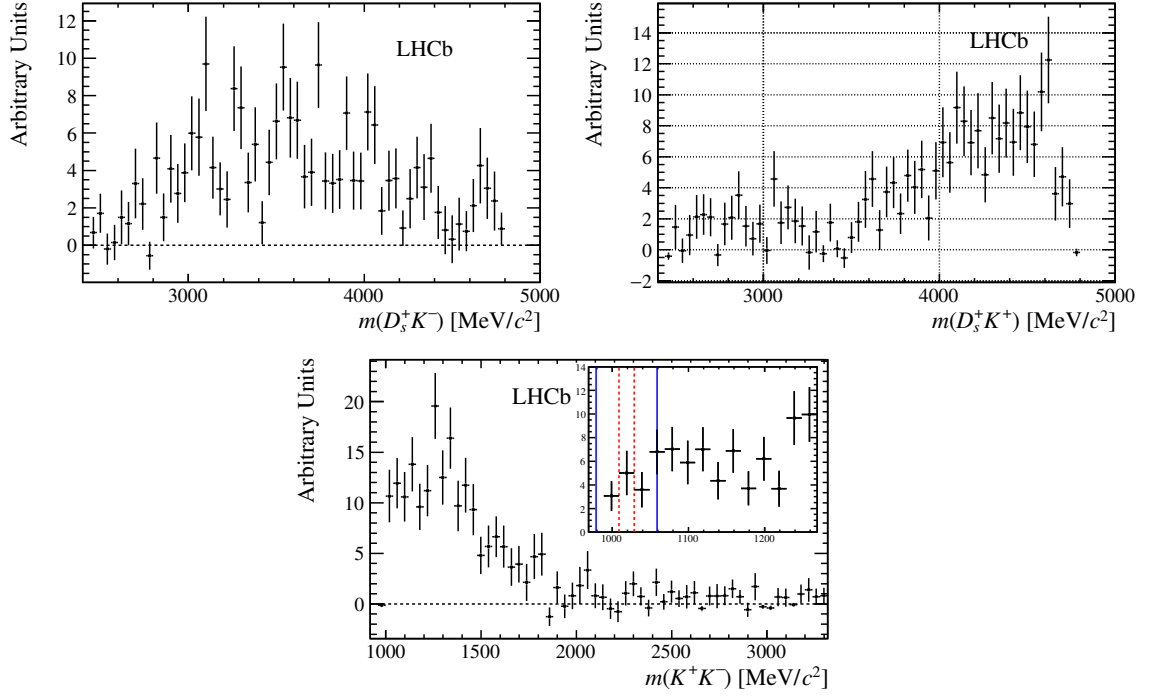 Arbitrary Units
12
10
8
6
4
2
0
LHCb
3000 4000 5000
m(D_s^+K^-) [MeV/c^2]
Arbitrary Units
14
12
10
8
6
4
2
0
−2
LHCb
3000 4000 5000
m(D_s^+K^+) [MeV/c^2]
Arbitrary Units
20
15
10
5
0
LHCb
14
12
10
8
6
4
2
0
1000 1100 1200
1000 1500 2000 2500 3000
m(K^+K^-) [MeV/c^2]